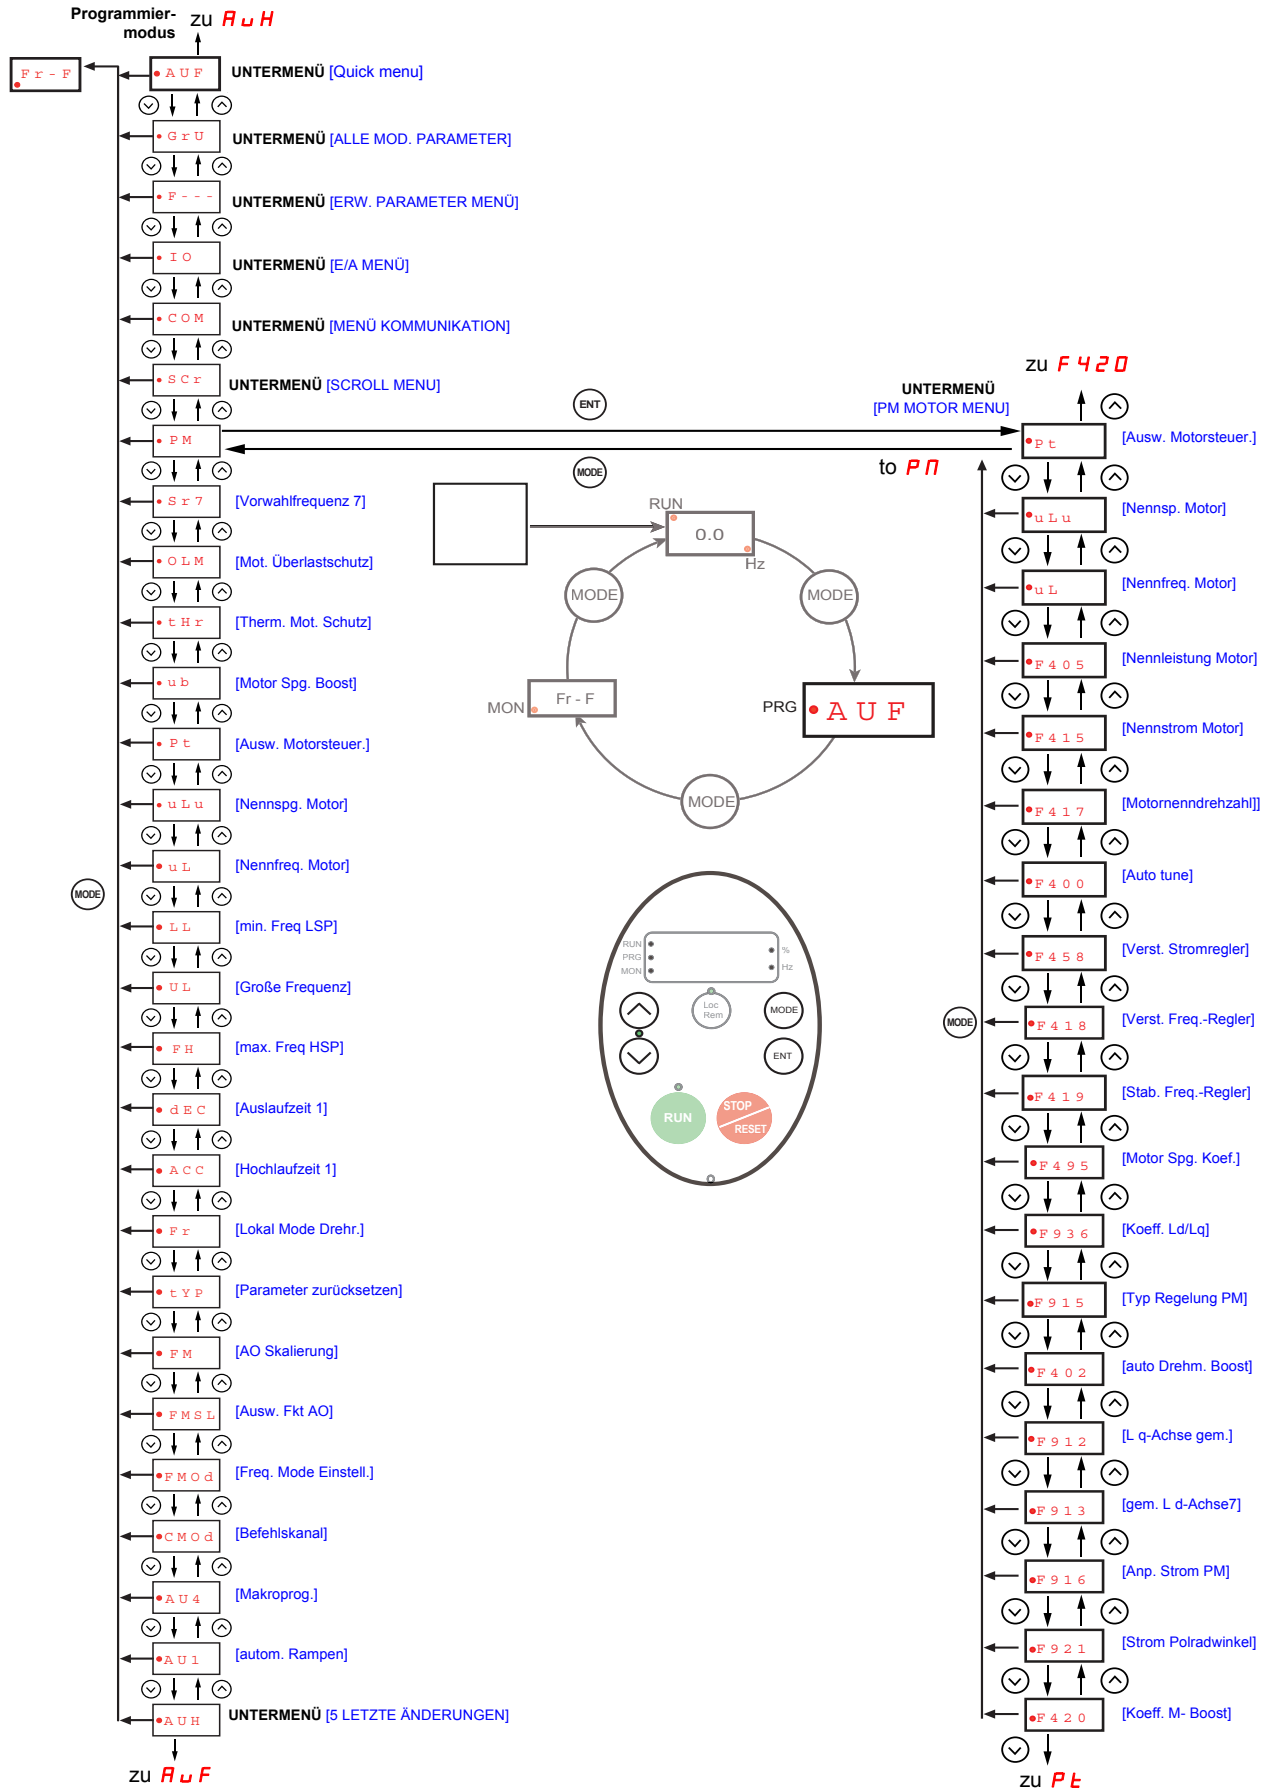 Programmier-
modus
zu AuH
Fr-F
AUF UNTERMENÜ [Quick menu]
GrU UNTERMENÜ [ALLE MOD. PARAMETER]
F--- UNTERMENÜ [ERW. PARAMETER MENÜ]
IO UNTERMENÜ [E/A MENÜ]
COM UNTERMENÜ [MENÜ KOMMUNIKATION]
SCr UNTERMENÜ [SCROLL MENU]
PM
Sr7 [Vorwahlfrequenz 7]
OLM [Mot. Überlastschutz]
tHr [Therm. Mot. Schutz]
ub [Motor Spg. Boost]
Pt [Ausw. Motorsteuer.]
uLu [Nennspg. Motor]
uL [Nennfreq. Motor]
MODE
LL [min. Freq LSP]
UL [Große Frequenz]
FH [max. Freq HSP]
dEC [Auslaufzeit 1]
ACC [Hochlaufzeit 1]
Fr [Lokal Mode Drehr.]
tYP [Parameter zurücksetzen]
FM [AO Skalierung]
FMSL [Ausw. Fkt AO]
FMOd [Freq. Mode Einstell.]
CMOd [Befehlskanal]
AU4 [Makroprog.]
AU1 [autom. Rampen]
AUH UNTERMENÜ [5 LETZTE ÄNDERUNGEN]
zu AuF
ENT
MODE
RUN
0.0
Hz
MODE
MODE
MON
Fr - F
PRG
AUF
MODE
RUN
PRG
MON
%
Hz
Loc
Rem
MODE
ENT
RUN
STOP
RESET
zu F420
UNTERMENÜ
[PM MOTOR MENU]
to PM
Pt [Ausw. Motorsteuer.]
uLu [Nennsp. Motor]
uL [Nennfreq. Motor]
F405 [Nennleistung Motor]
F415 [Nennstrom Motor]
F417 [Motornenndrehzahl]]
F400 [Auto tune]
F458 [Verst. Stromregler]
MODE
F418 [Verst. Freq.-Regler]
F419 [Stab. Freq.-Regler]
F495 [Motor Spg. Koef.]
F936 [Koeff. Ld/Lq]
F915 [Typ Regelung PM]
F402 [auto Drehm. Boost]
F912 [L q-Achse gem.]
F913 [gem. L d-Achse7]
F916 [Anp. Strom PM]
F921 [Strom Polradwinkel]
F420 [Koeff. M- Boost]
zu Pt